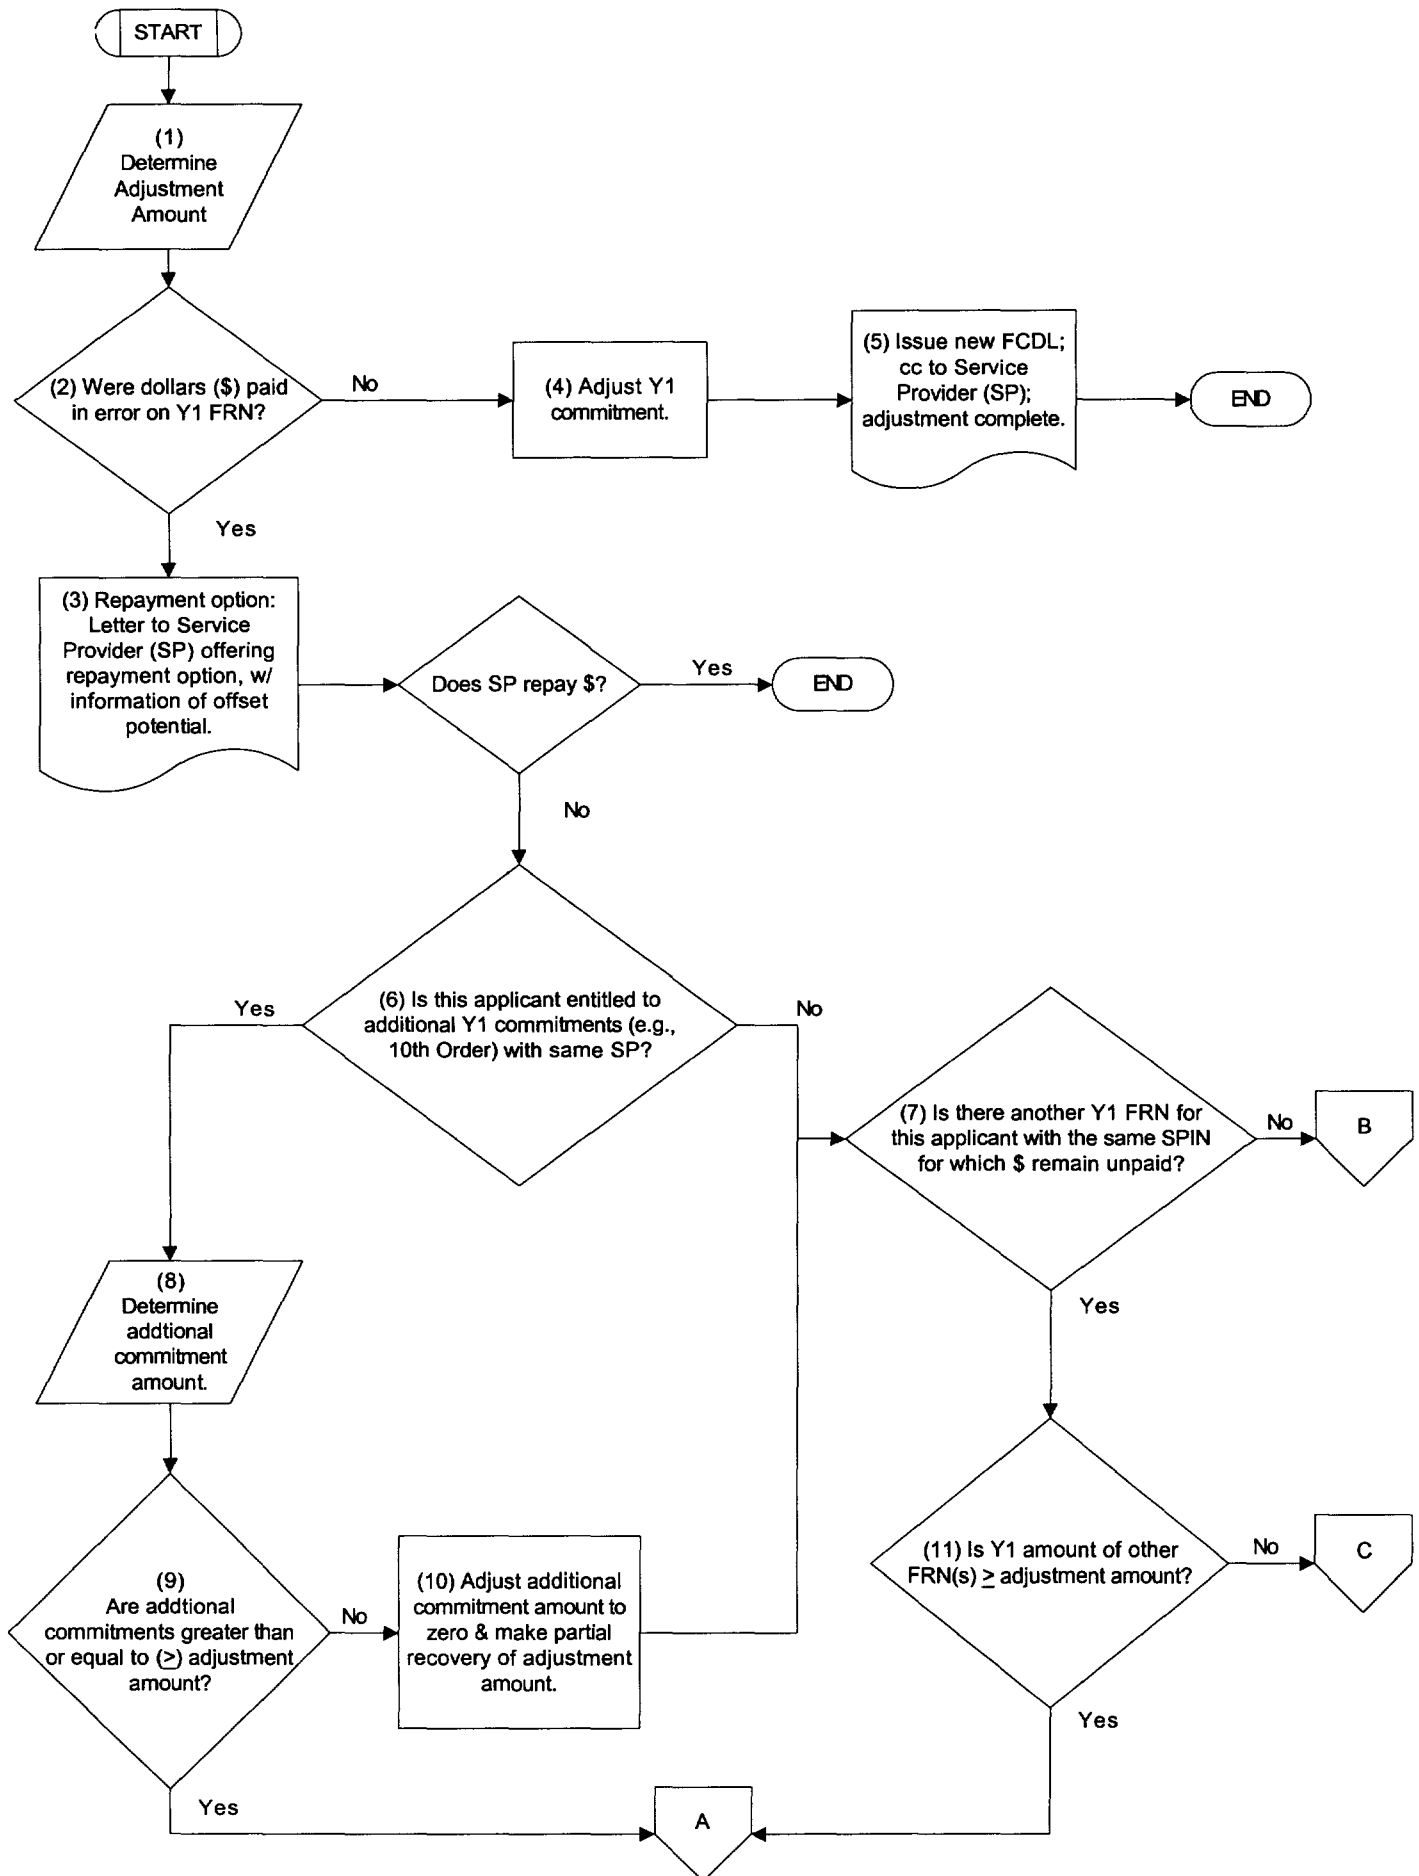 START
(1)
Determine
Adjustment
Amount
(2) Were dollars ($) paid
in error on Y1 FRN?
No
(4) Adjust Y1
commitment.
(5) Issue new FCDL;
cc to Service
Provider (SP);
adjustment complete.
END
Yes
(3) Repayment option:
Letter to Service
Provider (SP) offering
repayment option, w/
information of offset
potential.
Does SP repay $?
Yes
END
No
(6) Is this applicant entitled to
additional Y1 commitments (e.g.,
10th Order) with same SP?
Yes
No
(7) Is there another Y1 FRN for
this applicant with the same SPIN
for which $ remain unpaid?
No
B
Yes
(8)
Determine
addtional
commitment
amount.
(9)
Are addtional
commitments greater than
or equal to (≥) adjustment
amount?
No
(10) Adjust additional
commitment amount to
zero & make partial
recovery of adjustment
amount.
(11) Is Y1 amount of other
FRN(s) ≥ adjustment amount?
No
C
Yes
Yes
A